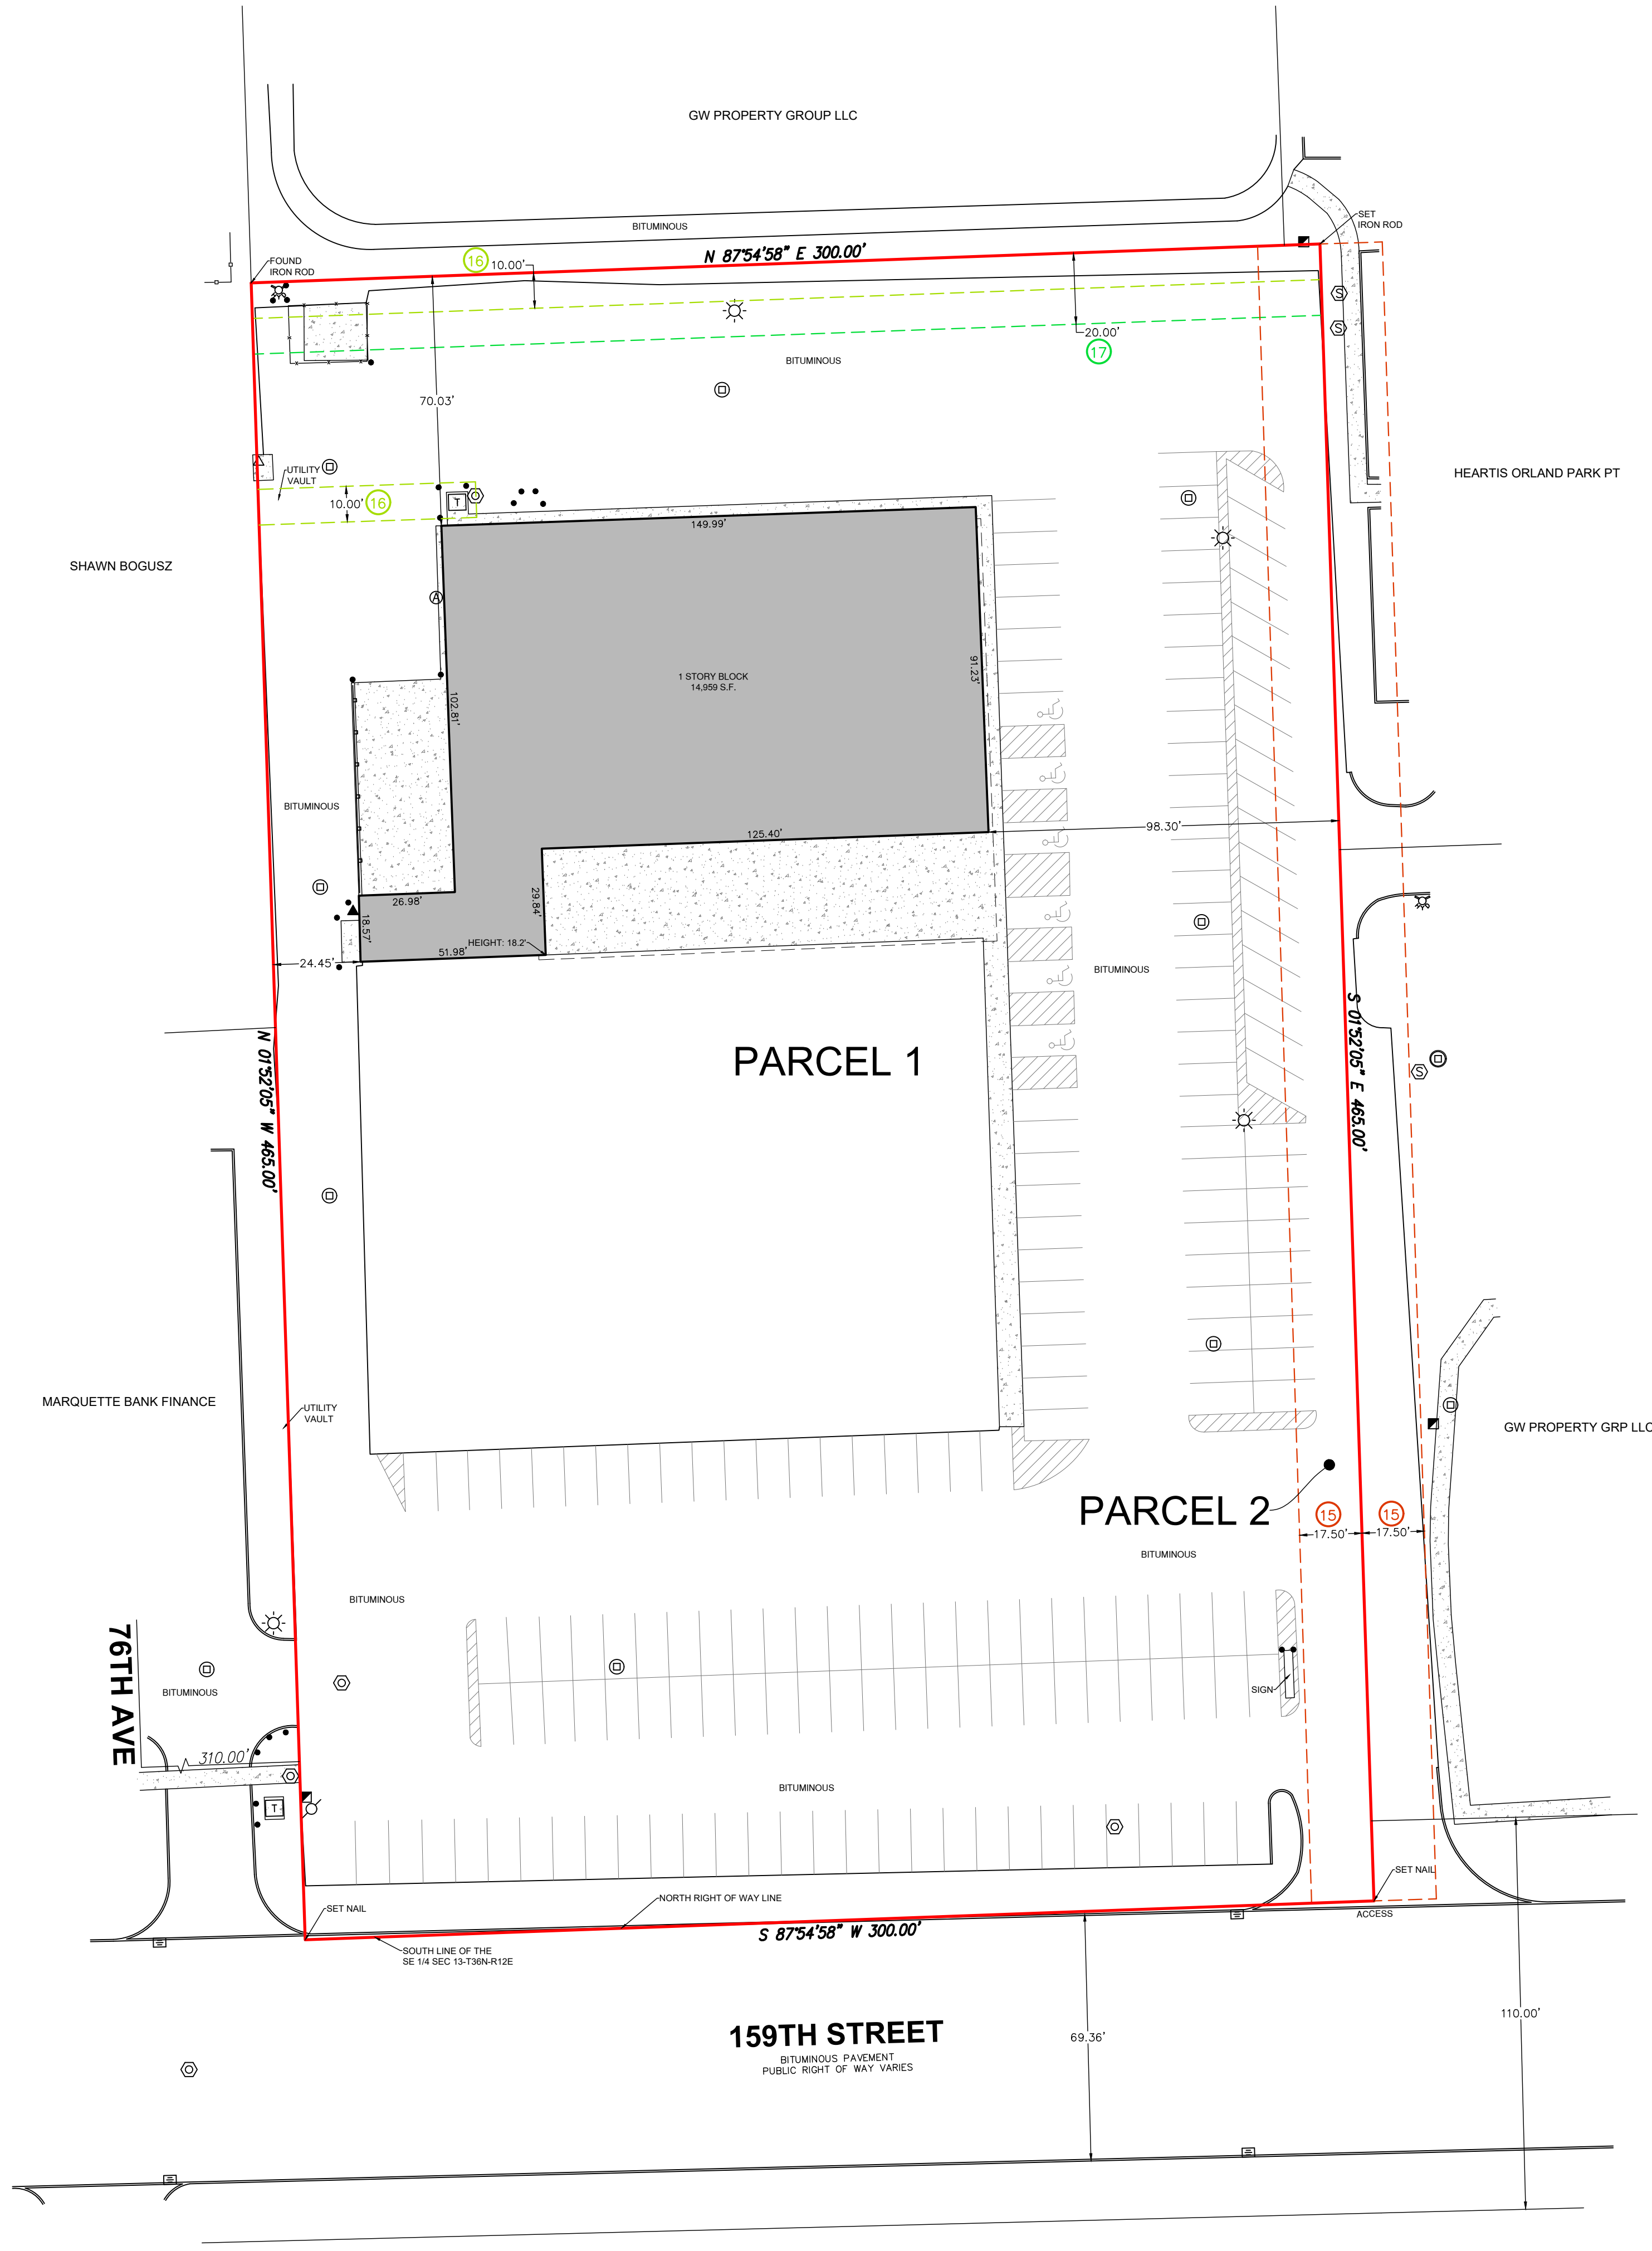 GW PROPERTY GROUP LLC
BITUMINOUS
SET
IRON ROD
N 87°54'58" E 300.00'
FOUND
IRON ROD
16
10.00'
20.00'
17
BITUMINOUS
70.03'
UTILITY
VAULT
10.00'
16
T
S
S
HEARTIS ORLAND PARK PT
149.99'
SHAWN BOGUSZ
A
1 STORY BLOCK
14,959 S.F.
91.23'
102.81'
BITUMINOUS
125.40'
98.30'
26.98'
29.84'
18.57'
HEIGHT: 18.2'
51.98'
24.45'
BITUMINOUS
PARCEL 1
N 01°52'05" W 465.00'
S 01°52'05" E 465.00'
S
MARQUETTE BANK FINANCE
UTILITY
VAULT
GW PROPERTY GRP LLC
PARCEL 2
15
15
17.50'
17.50'
BITUMINOUS
BITUMINOUS
76TH AVE
BITUMINOUS
SIGN
310.00'
T
BITUMINOUS
SET NAIL
NORTH RIGHT OF WAY LINE
SET NAIL
ACCESS
S 87°54'58" W 300.00'
SOUTH LINE OF THE
SE 1/4 SEC 13-T36N-R12E
159TH STREET
BITUMINOUS PAVEMENT
PUBLIC RIGHT OF WAY VARIES
69.36'
110.00'